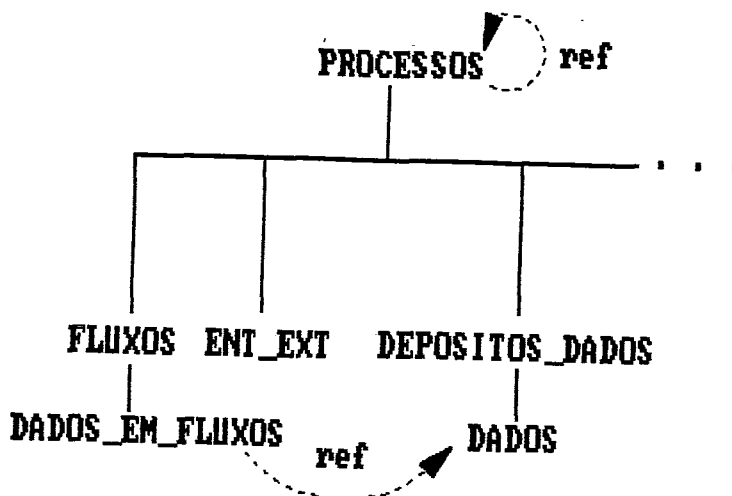 PROCESSOS ref
. .
FLUXOS ENT_EXT DEPOSITOS_DADOS
DADOS_EM_FLUXOS ref DADOS